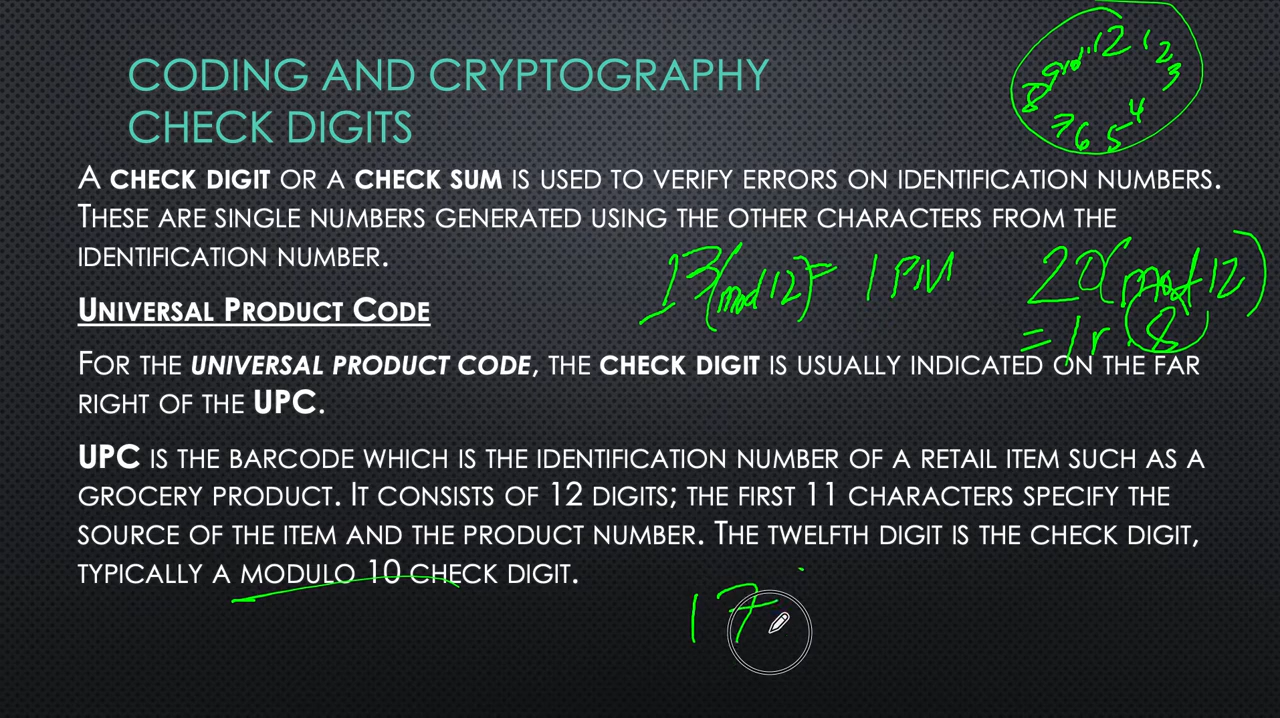 CODING AND CRYPTOGRAPHY
CHECK DIGITS
12 1 2 3 4 5 6 7 8 9 10 11
A CHECK DIGIT OR A CHECK SUM IS USED TO VERIFY ERRORS ON IDENTIFICATION NUMBERS.
THESE ARE SINGLE NUMBERS GENERATED USING THE OTHER CHARACTERS FROM THE
IDENTIFICATION NUMBER.
13(mod 12) = 1 PM
20(mod 12)
= 1 r. 8
UNIVERSAL PRODUCT CODE
FOR THE UNIVERSAL PRODUCT CODE, THE CHECK DIGIT IS USUALLY INDICATED ON THE FAR
RIGHT OF THE UPC.
UPC IS THE BARCODE WHICH IS THE IDENTIFICATION NUMBER OF A RETAIL ITEM SUCH AS A
GROCERY PRODUCT. IT CONSISTS OF 12 DIGITS; THE FIRST 11 CHARACTERS SPECIFY THE
SOURCE OF THE ITEM AND THE PRODUCT NUMBER. THE TWELFTH DIGIT IS THE CHECK DIGIT,
TYPICALLY A MODULO 10 CHECK DIGIT.
17